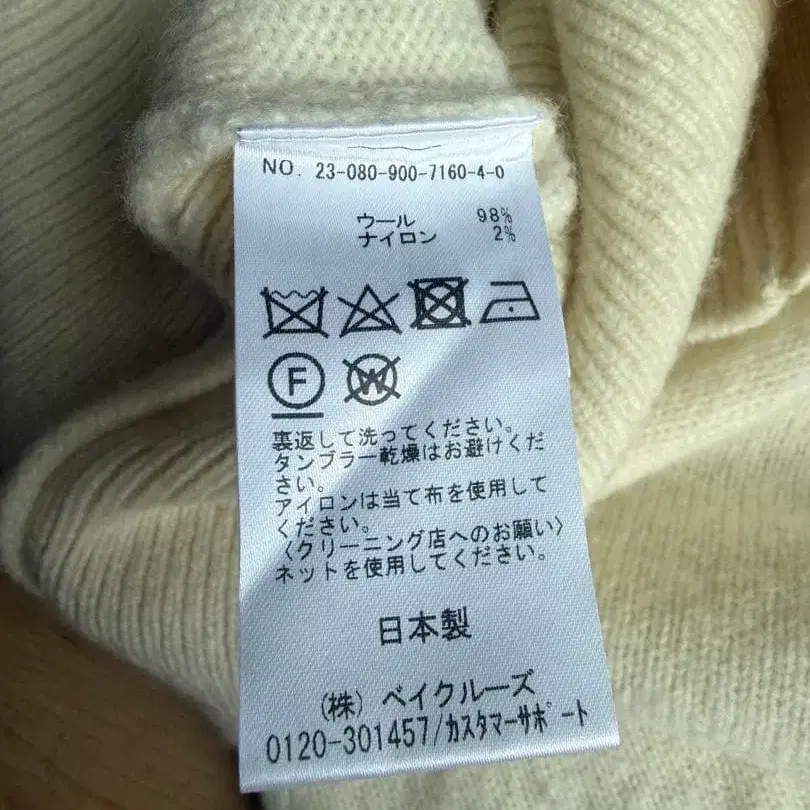 NO. 23-080-900-7160-4-0
ウール 98%
ナイロン 2%
F W
裏返して洗ってください。
タンブラー乾燥はお避けくだ
さい。
アイロンは当て布を使用して
ください。
〈クリーニング店へのお願い〉
ネットを使用してください。
日本製
(株) ベイクルーズ
0120-301457/カスタマーサポート